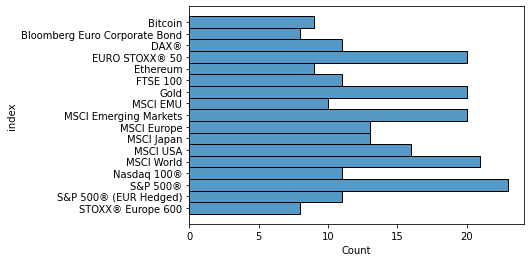 Bitcoin
Bloomberg Euro Corporate Bond
DAX®
EURO STOXX® 50
Ethereum
FTSE 100
Gold
MSCI EMU
MSCI Emerging Markets
MSCI Europe
MSCI Japan
MSCI USA
MSCI World
Nasdaq 100®
S&P 500®
S&P 500® (EUR Hedged)
STOXX® Europe 600
index
0 5 10 15 20
Count